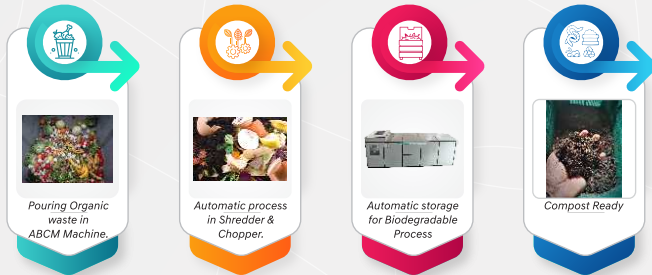 Pouring Organic
waste in
ABCM Machine.
Automatic process
in Shredder &
Chopper.
Automatic storage
for Biodegradable
Process
Compost Ready